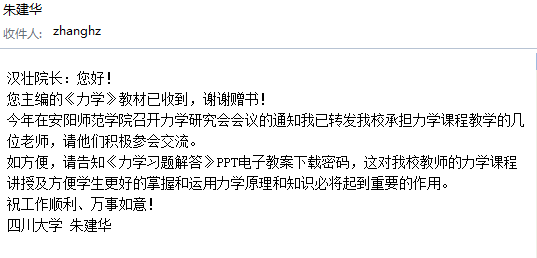 朱建华
收件人: zhanghz
汉壮院长：您好！
您主编的《力学》教材已收到，谢谢赠书！
今年在安阳师范学院召开力学研究会会议的通知我已转发我校承担力学课程教学的几
位老师，请他们积极参会交流。
如方便，请告知《力学习题解答》PPT电子教案下载密码，这对我校教师的力学课程
讲授及方便学生更好的掌握和运用力学原理和知识必将起到重要的作用。
祝工作顺利、万事如意！
四川大学 朱建华